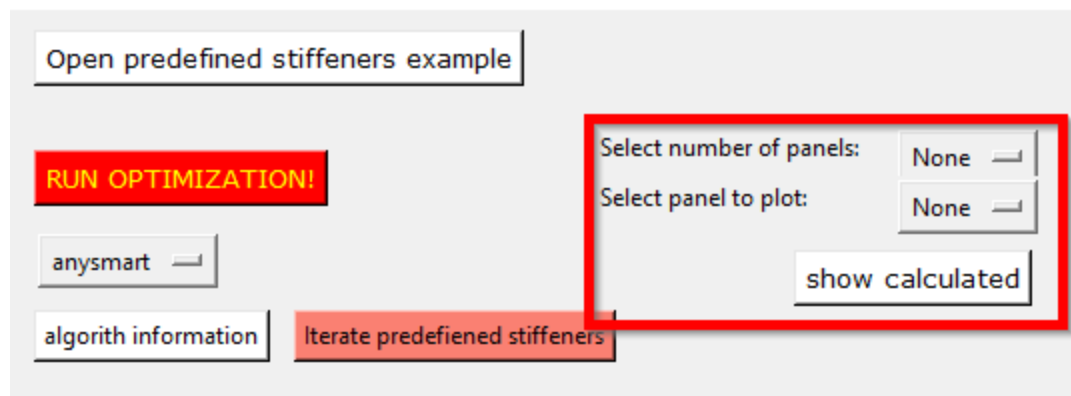 Open predefined stiffeners example
RUN OPTIMIZATION!
Select number of panels: None
Select panel to plot: None
anysmart
show calculated
algorith information
Iterate predefiened stiffeners